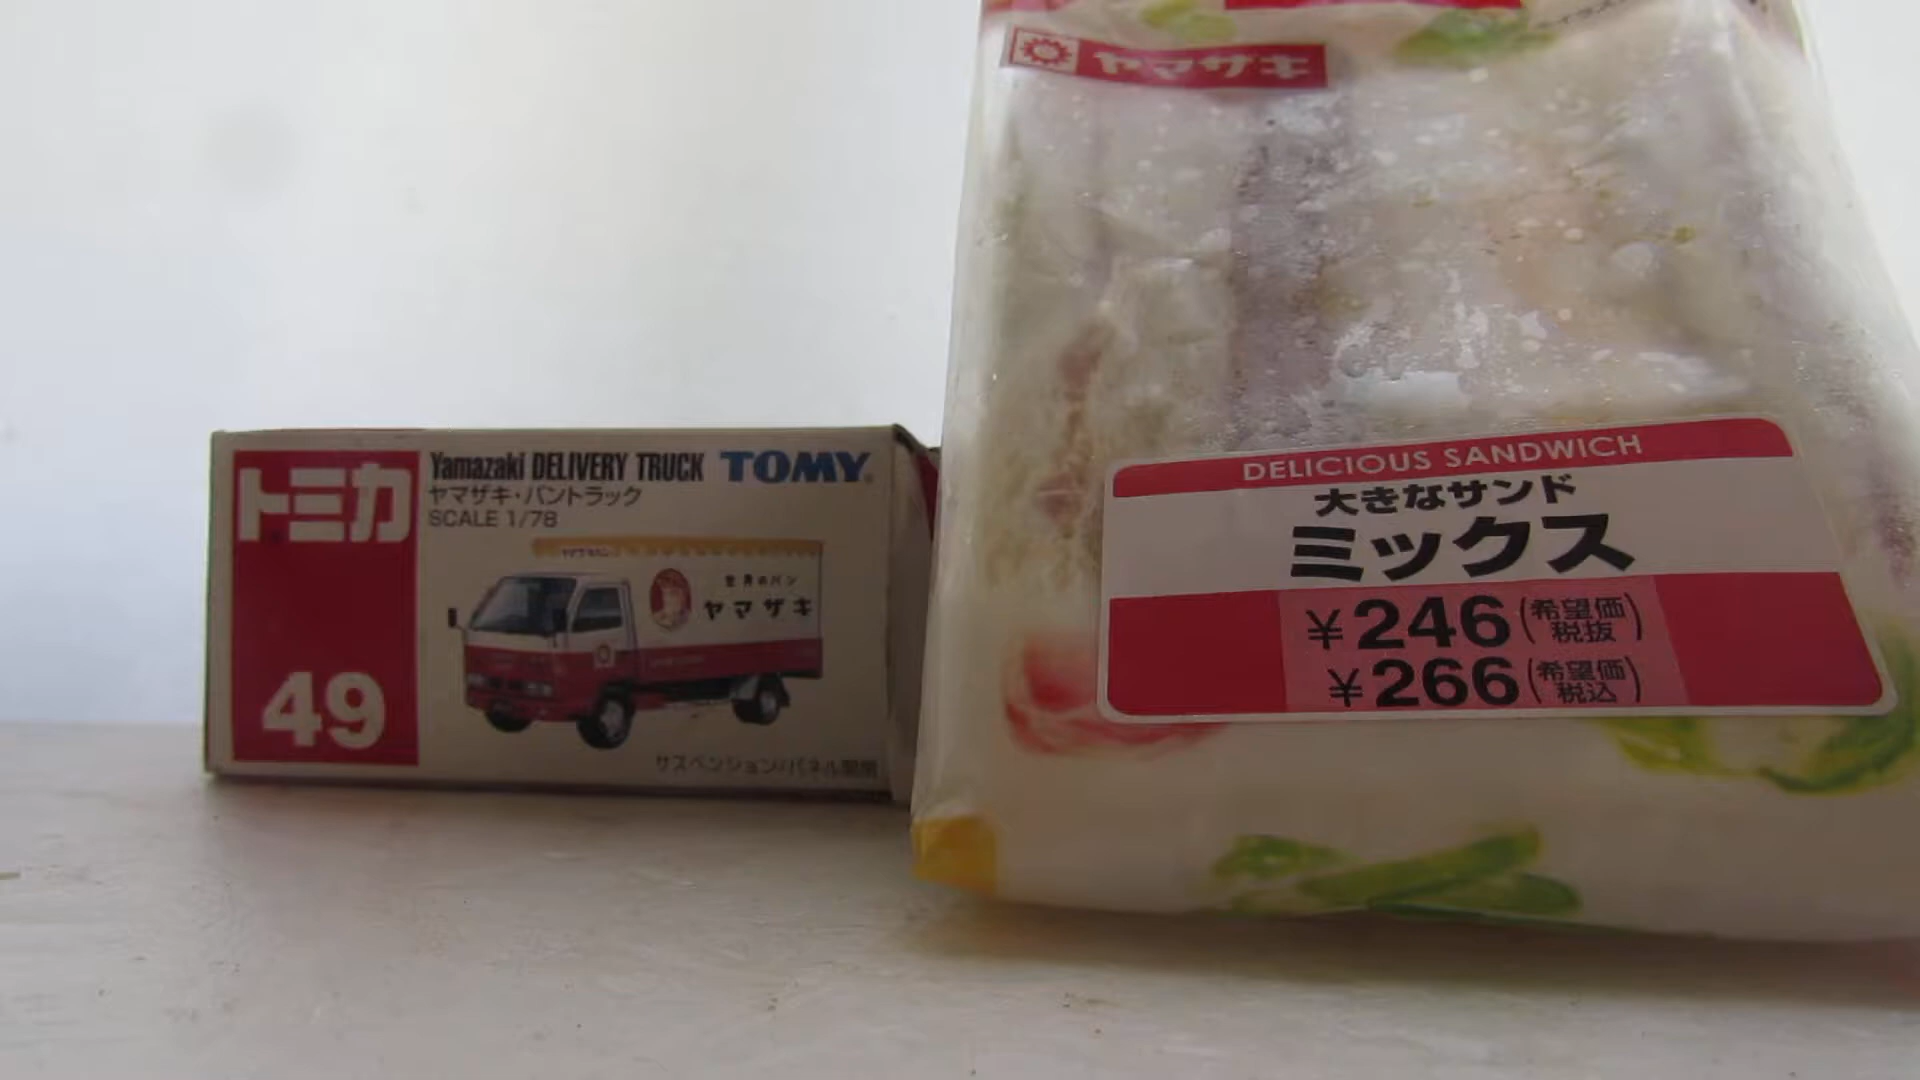 トミカ
49
Yamazaki DELIVERY TRUCK TOMY
ヤマザキ・パントラック
SCALE 1/78
世界のパン
ヤマザキ
サスペンション/パネル開閉
ヤマザキ
DELICIOUS SANDWICH
大きなサンド
ミックス
¥246(希望価 税抜)
¥266(希望価 税込)